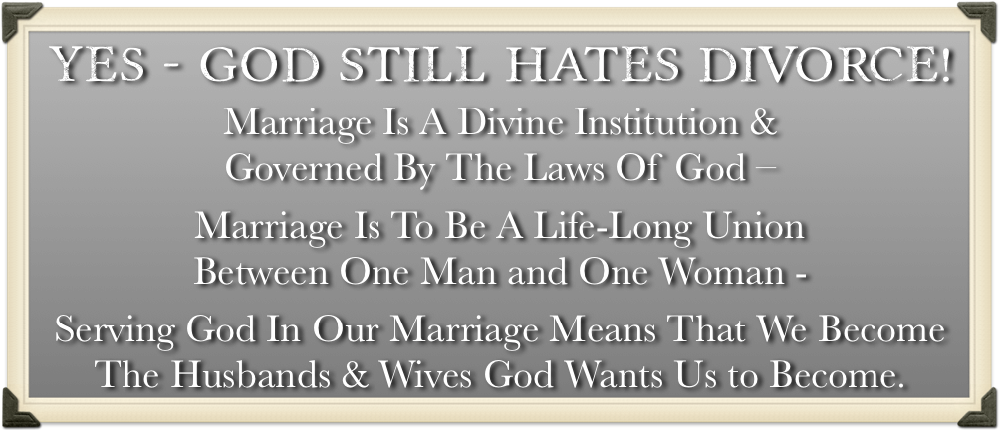 YES - GOD STILL HATES DIVORCE!
Marriage Is A Divine Institution &
Governed By The Laws Of God –
Marriage Is To Be A Life-Long Union
Between One Man and One Woman -
Serving God In Our Marriage Means That We Become
The Husbands & Wives God Wants Us to Become.